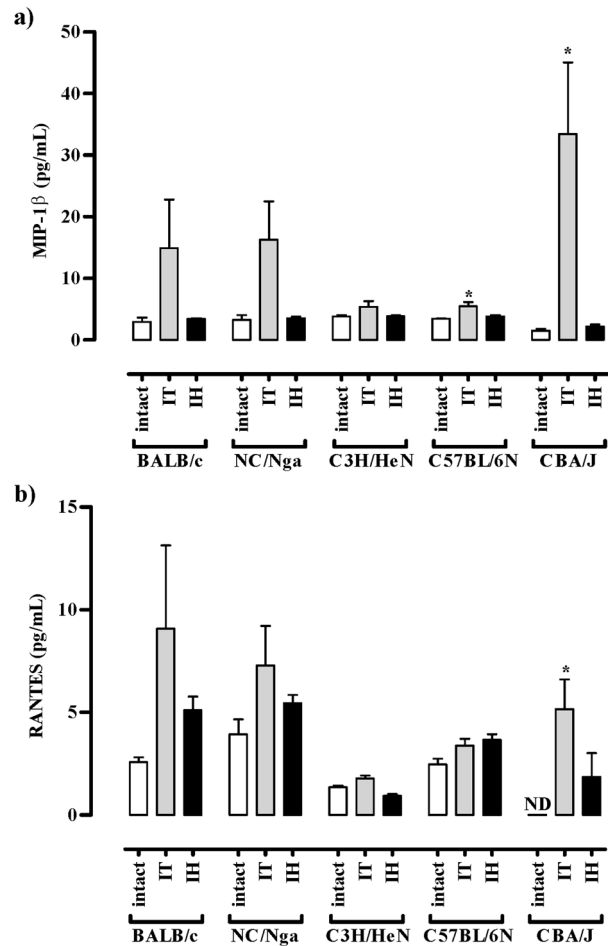 a)
MIP-1β (pg/mL)
50
40
30
20
10
0
* *
intact IT IH intact IT IH intact IT IH intact IT IH intact IT IH
BALB/c NC/Nga C3H/HeN C57BL/6N CBA/J
b)
RANTES (pg/mL)
15
10
5
0
ND *
intact IT IH intact IT IH intact IT IH intact IT IH intact IT IH
BALB/c NC/Nga C3H/HeN C57BL/6N CBA/J